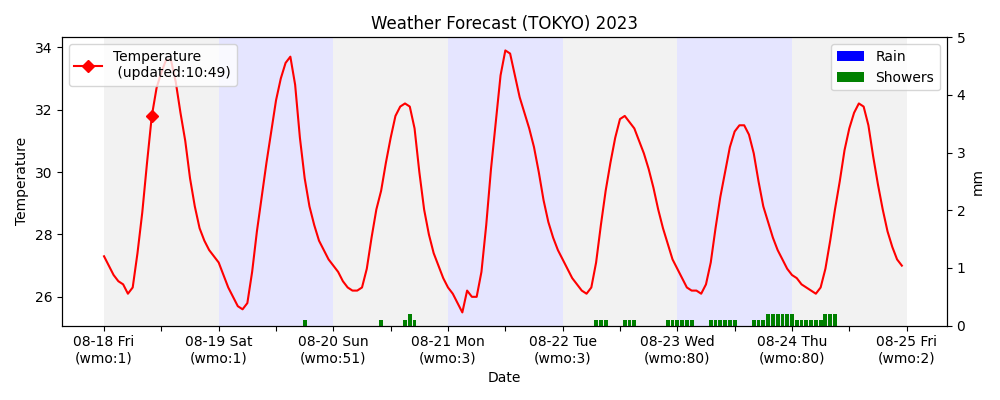 Weather Forecast (TOKYO) 2023
Temperature
(updated:10:49)
Rain
Showers
Temperature
34
32
30
28
26
5
4
3
2
1
0
mm
08-18 Fri
(wmo:1)
08-19 Sat
(wmo:1)
08-20 Sun
(wmo:51)
08-21 Mon
(wmo:3)
08-22 Tue
(wmo:3)
08-23 Wed
(wmo:80)
08-24 Thu
(wmo:80)
08-25 Fri
(wmo:2)
Date